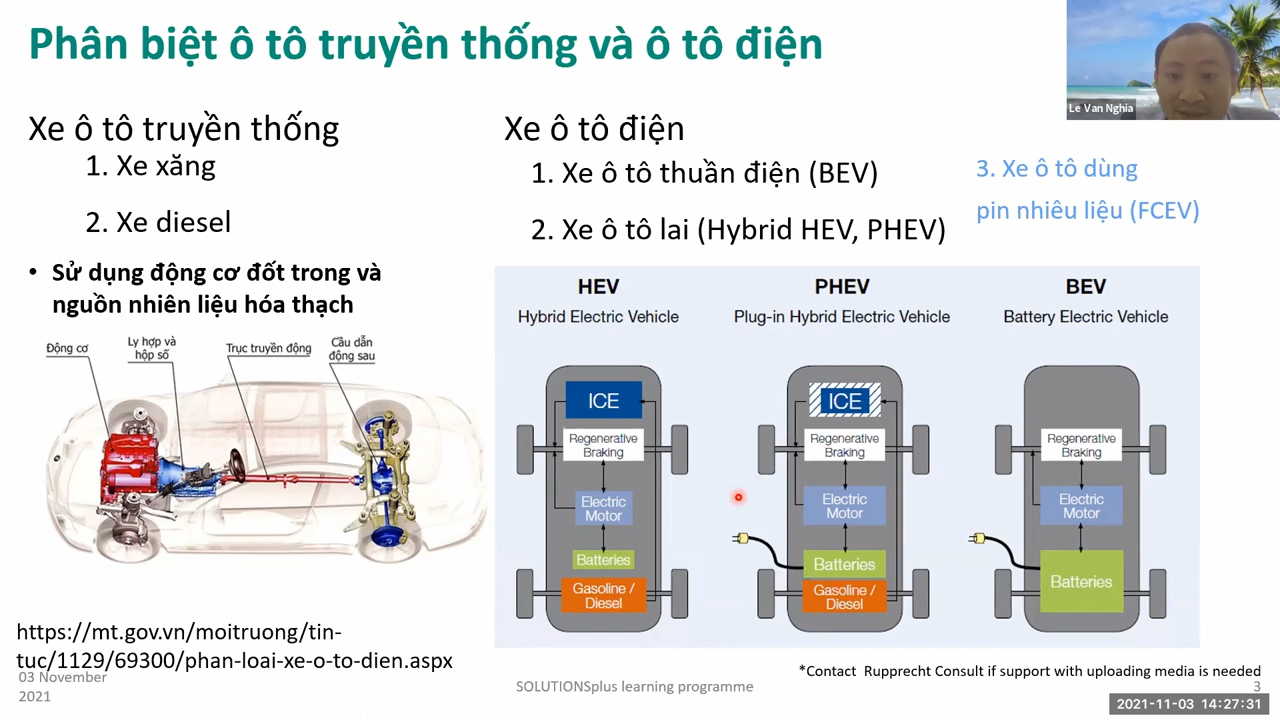 Phân biệt ô tô truyền thống và ô tô điện
Le Van Nghia
Xe ô tô truyền thống
1. Xe xăng
2. Xe diesel
• Sử dụng động cơ đốt trong và
nguồn nhiên liệu hóa thạch
Động cơ
Ly hợp và
hộp số
Trục truyền động
Cầu dẫn
động sau
https://mt.gov.vn/moitruong/tin-
tuc/1129/69300/phan-loai-xe-o-to-dien.aspx
Xe ô tô điện
1. Xe ô tô thuần điện (BEV)
2. Xe ô tô lai (Hybrid HEV, PHEV)
3. Xe ô tô dùng
pin nhiêu liệu (FCEV)
HEV
Hybrid Electric Vehicle
ICE
Regenerative
Braking
Electric
Motor
Batteries
Gasoline /
Diesel
PHEV
Plug-in Hybrid Electric Vehicle
ICE
Regenerative
Braking
Electric
Motor
Batteries
Gasoline /
Diesel
BEV
Battery Electric Vehicle
Regenerative
Braking
Electric
Motor
Batteries
*Contact Rupprecht Consult if support with uploading media is needed
03 November
2021
SOLUTIONSplus learning programme
3
2021-11-03 14:27:31